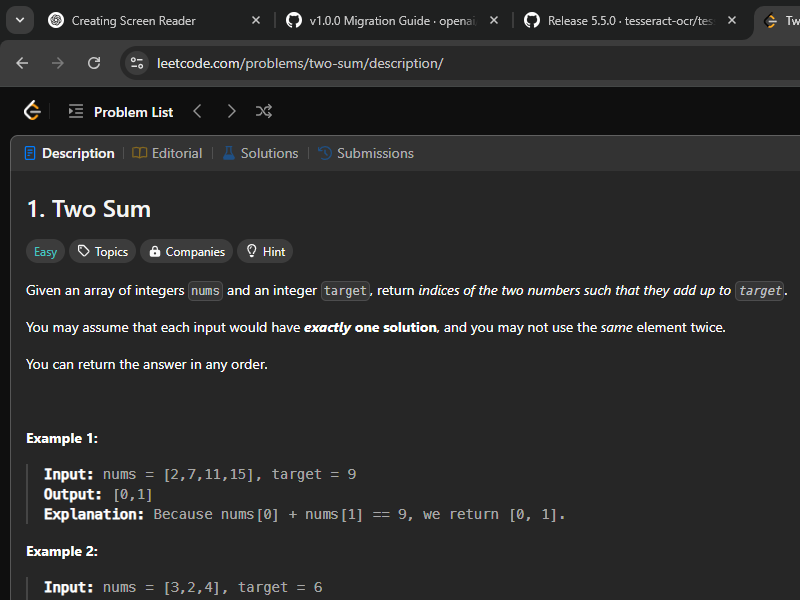 Creating Screen Reader
v1.0.0 Migration Guide · openai
Release 5.5.0 · tesseract-ocr/tes
Tw
leetcode.com/problems/two-sum/description/
Problem List
Description Editorial Solutions Submissions
1. Two Sum
Easy Topics Companies Hint
Given an array of integers nums and an integer target, return indices of the two numbers such that they add up to target.
You may assume that each input would have exactly one solution, and you may not use the same element twice.
You can return the answer in any order.
Example 1:
Input: nums = [2,7,11,15], target = 9
Output: [0,1]
Explanation: Because nums[0] + nums[1] == 9, we return [0, 1].
Example 2:
Input: nums = [3,2,4], target = 6